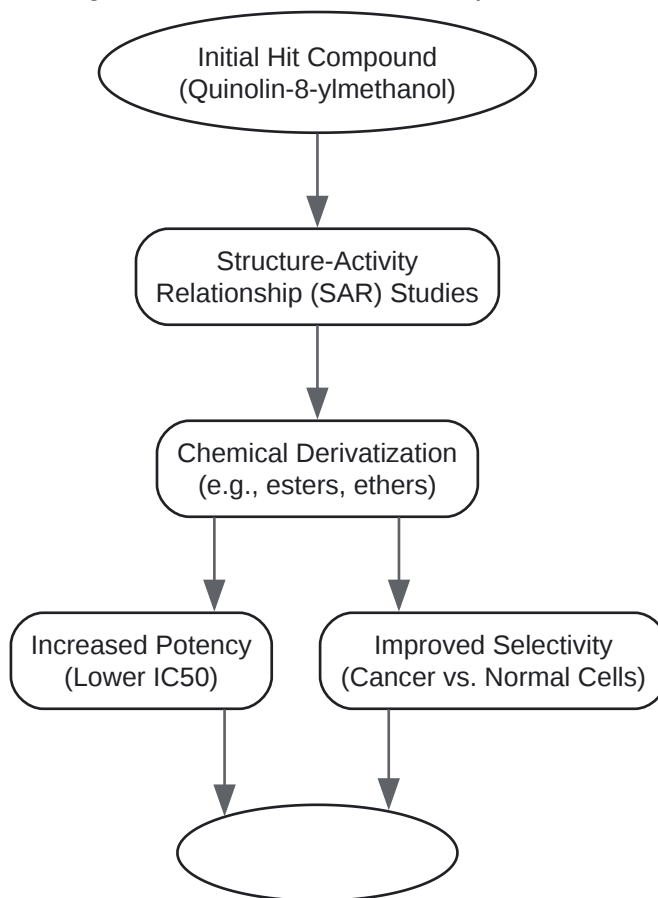 Initial Hit Compound
(Quinolin-8-ylmethanol)
Structure-Activity
Relationship (SAR) Studies
Chemical Derivatization
(e.g., esters, ethers)
Increased Potency
(Lower IC50)
Improved Selectivity
(Cancer vs. Normal Cells)